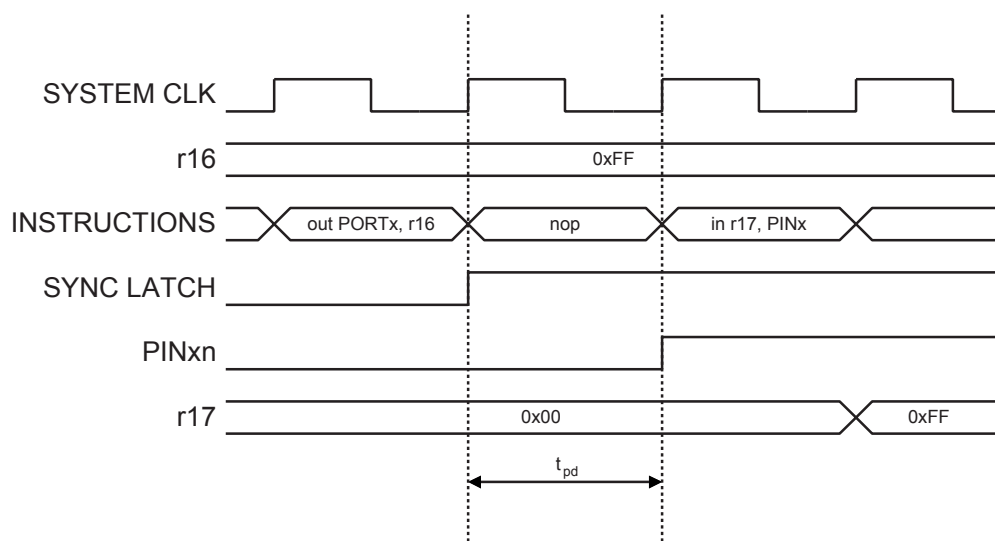 SYSTEM CLK
r16
0xFF
INSTRUCTIONS
out PORTx, r16
nop
in r17, PINx
SYNC LATCH
PINxn
r17
0x00
0xFF
tpd